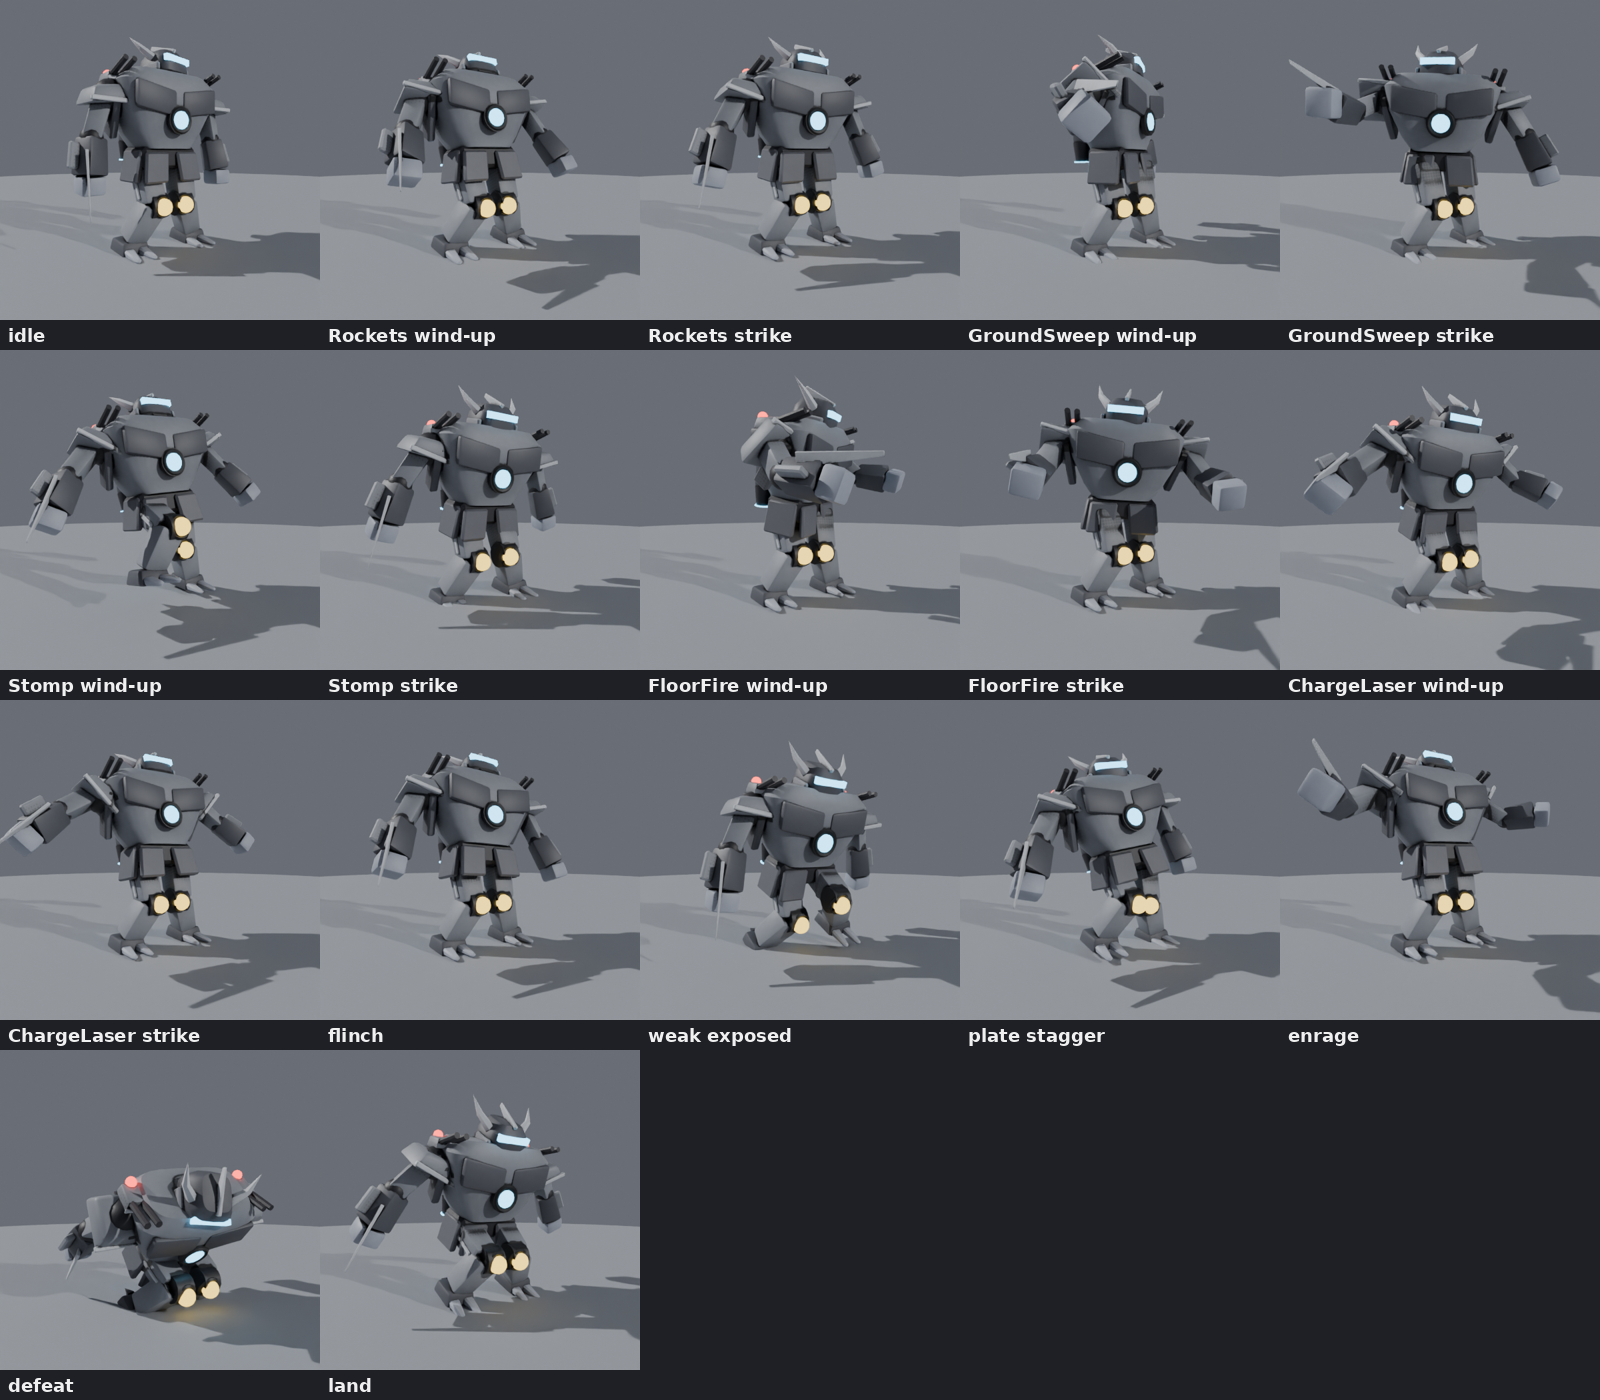 idle
Rockets wind-up
Rockets strike
GroundSweep wind-up
GroundSweep strike
Stomp wind-up
Stomp strike
FloorFire wind-up
FloorFire strike
ChargeLaser wind-up
ChargeLaser strike
flinch
weak exposed
plate stagger
enrage
defeat
land